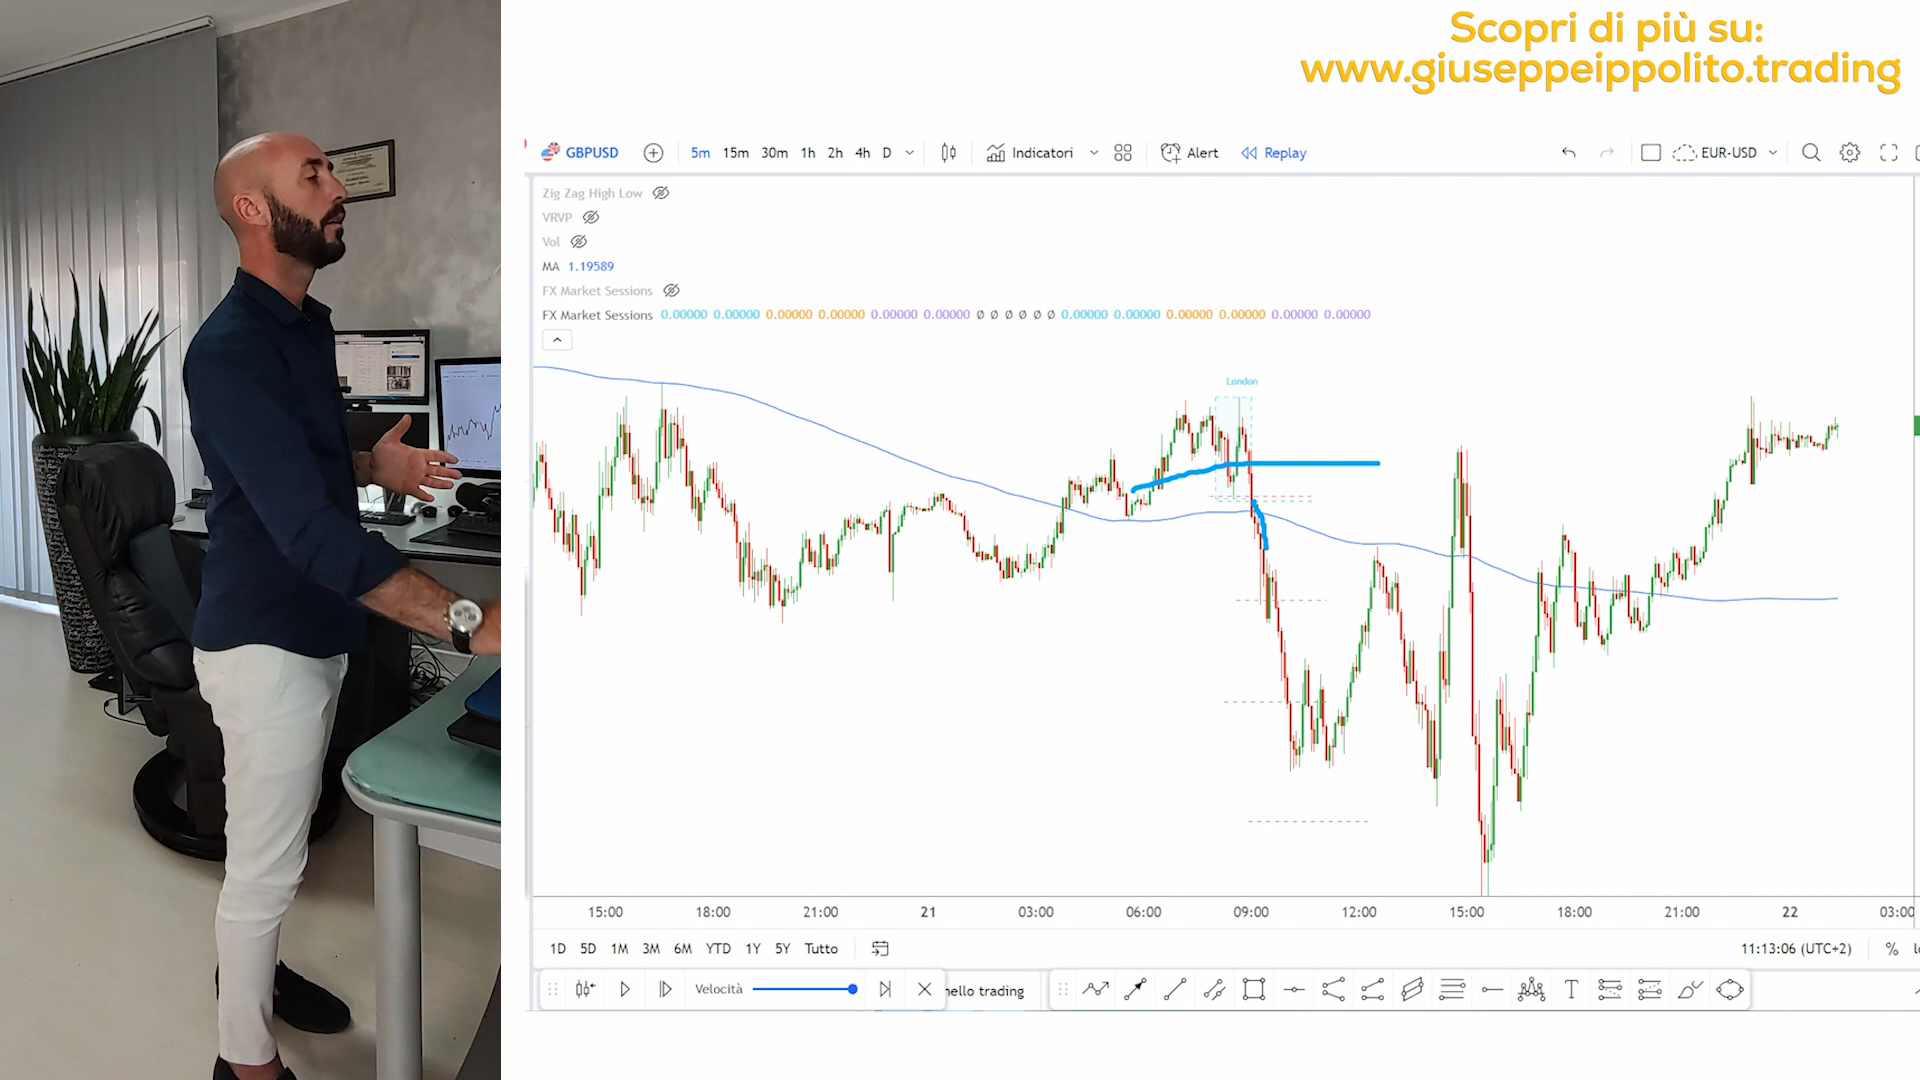 Scopri di più su:
www.giuseppeippolito.trading
GBPUSD 5m 15m 30m 1h 2h 4h D Indicatori Alert Replay EUR-USD
Zig Zag High Low
VRVP
Vol
MA 1.19589
FX Market Sessions
FX Market Sessions 0.00000 0.00000 0.00000 0.00000 0.00000 0.00000 Ø Ø Ø Ø Ø Ø 0.00000 0.00000 0.00000 0.00000 0.00000 0.00000
London
15:00 18:00 21:00 21 03:00 06:00 09:00 12:00 15:00 18:00 21:00 22 03:00
1D 5D 1M 3M 6M YTD 1Y 5Y Tutto 11:13:06 (UTC+2) %
Velocità trading